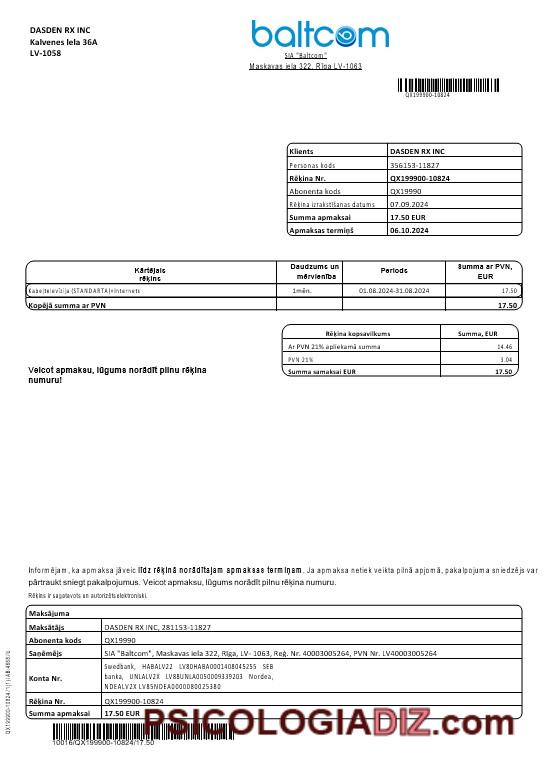 DASDEN RX INC
Kalvenes Iela 36A
LV-1058
baltcom
SIA "Baltcom"
Maskavas iela 322, Rīga LV-1063
QX199900-10824
Klients DASDEN RX INC
Personas kods 356153-11827
Rēķina Nr. QX199900-10824
Abonenta kods QX19990
Rēķina izrakstīšanas datums 07.09.2024
Summa apmaksai 17.50 EUR
Apmaksas termiņš 06.10.2024
Kārtējais rēķins Daudzums un mērvienība Periods Summa ar PVN, EUR
Kabeļtelevīzija (STANDARTA)+Internets 1mēn. 01.08.2024-31.08.2024 17.50
Kopējā summa ar PVN 17.50
Rēķina kopsavilkums Summa, EUR
Ar PVN 21% apliekamā summa 14.46
PVN 21% 3.04
Summa samaksai EUR 17.50
Veicot apmaksu, lūgums norādīt pilnu rēķina
numuru!
Informējam, ka apmaksa jāveic līdz rēķinā norādītajam apmaksas termiņam. Ja apmaksa netiek veikta pilnā apjomā, pakalpojuma sniedzējs var
pārtraukt sniegt pakalpojumus. Veicot apmaksu, lūgums norādīt pilnu rēķina numuru.
Rēķins ir sagatavots un autorizēts elektroniski.
Maksājuma
Maksātājs DASDEN RX INC, 281153-11827
Abonenta kods QX19990
Saņēmējs SIA "Baltcom", Maskavas iela 322, Rīga, LV- 1063, Reģ. Nr. 40003005264, PVN Nr. LV40003005264
Konta Nr. Swedbank, HABALV22 LV8DHABA0001408045255 SEB
banka, UNLALV2X LV88UNLA0050009339203 Nordea,
NDEALV2X LV85NDEA0000080025380
Rēķina Nr. QX199900-10824
Summa apmaksai 17.50 EUR
10016/QX199900-10824/17.50
PSICOLOGIADIZ.com